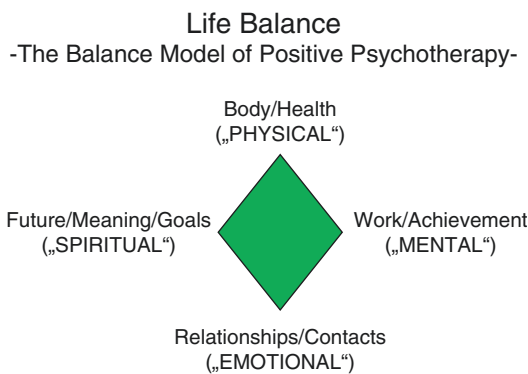 Life Balance
-The Balance Model of Positive Psychotherapy-
Body/Health
(„PHYSICAL“)
Future/Meaning/Goals
(„SPIRITUAL“)
Work/Achievement
(„MENTAL“)
Relationships/Contacts
(„EMOTIONAL“)